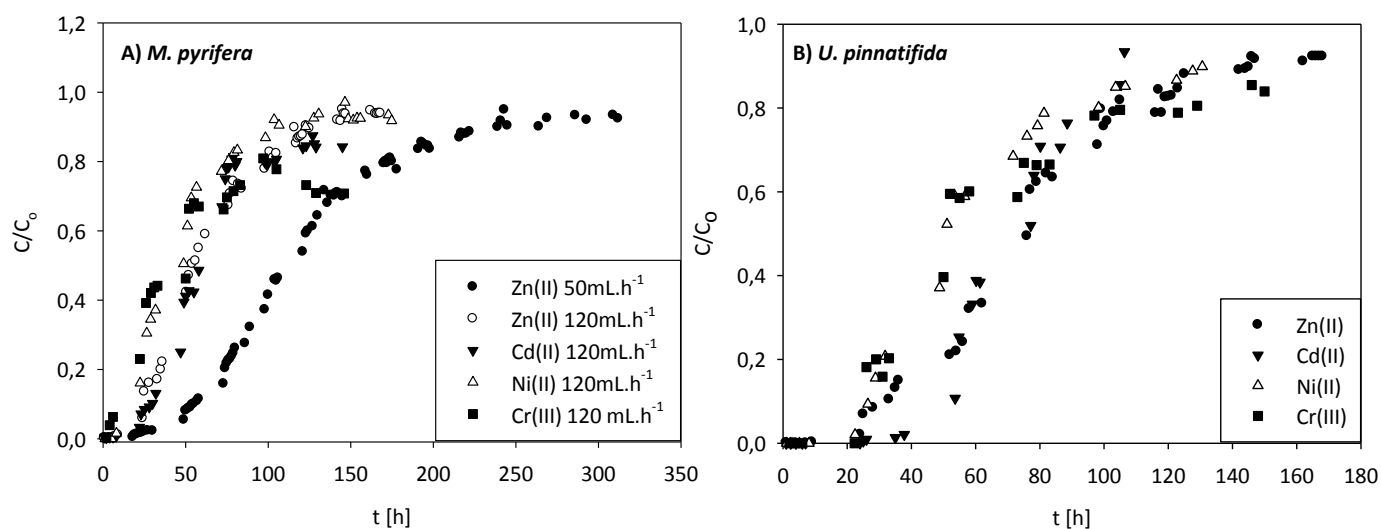 A) M. pyrifera
1,2
1,0
0,8
0,6
0,4
0,2
0,0
C/Co
0 50 100 150 200 250 300 350
t [h]
Zn(II) 50mL.h-1
Zn(II) 120mL.h-1
Cd(II) 120mL.h-1
Ni(II) 120mL.h-1
Cr(III) 120 mL.h-1
B) U. pinnatifida
1,0
0,8
0,6
0,4
0,2
0,0
C/Co
0 20 40 60 80 100 120 140 160 180
t [h]
Zn(II)
Cd(II)
Ni(II)
Cr(III)